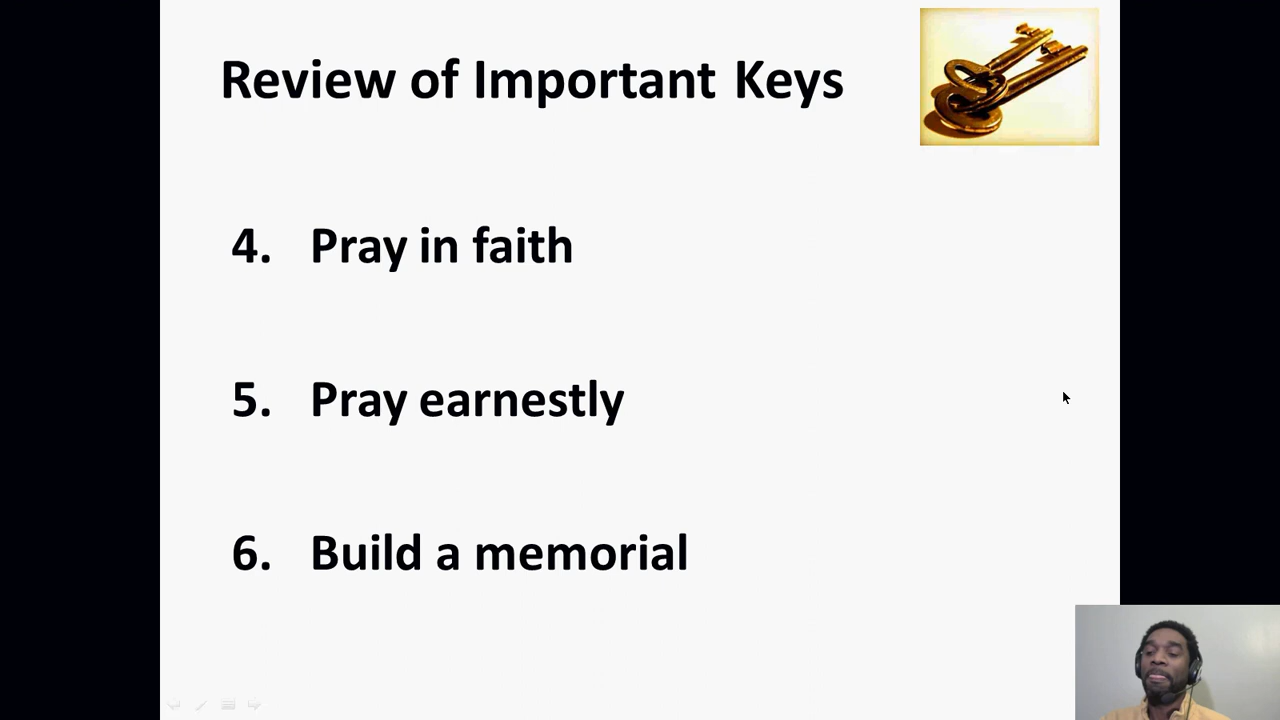 Review of Important Keys
4. Pray in faith
5. Pray earnestly
6. Build a memorial